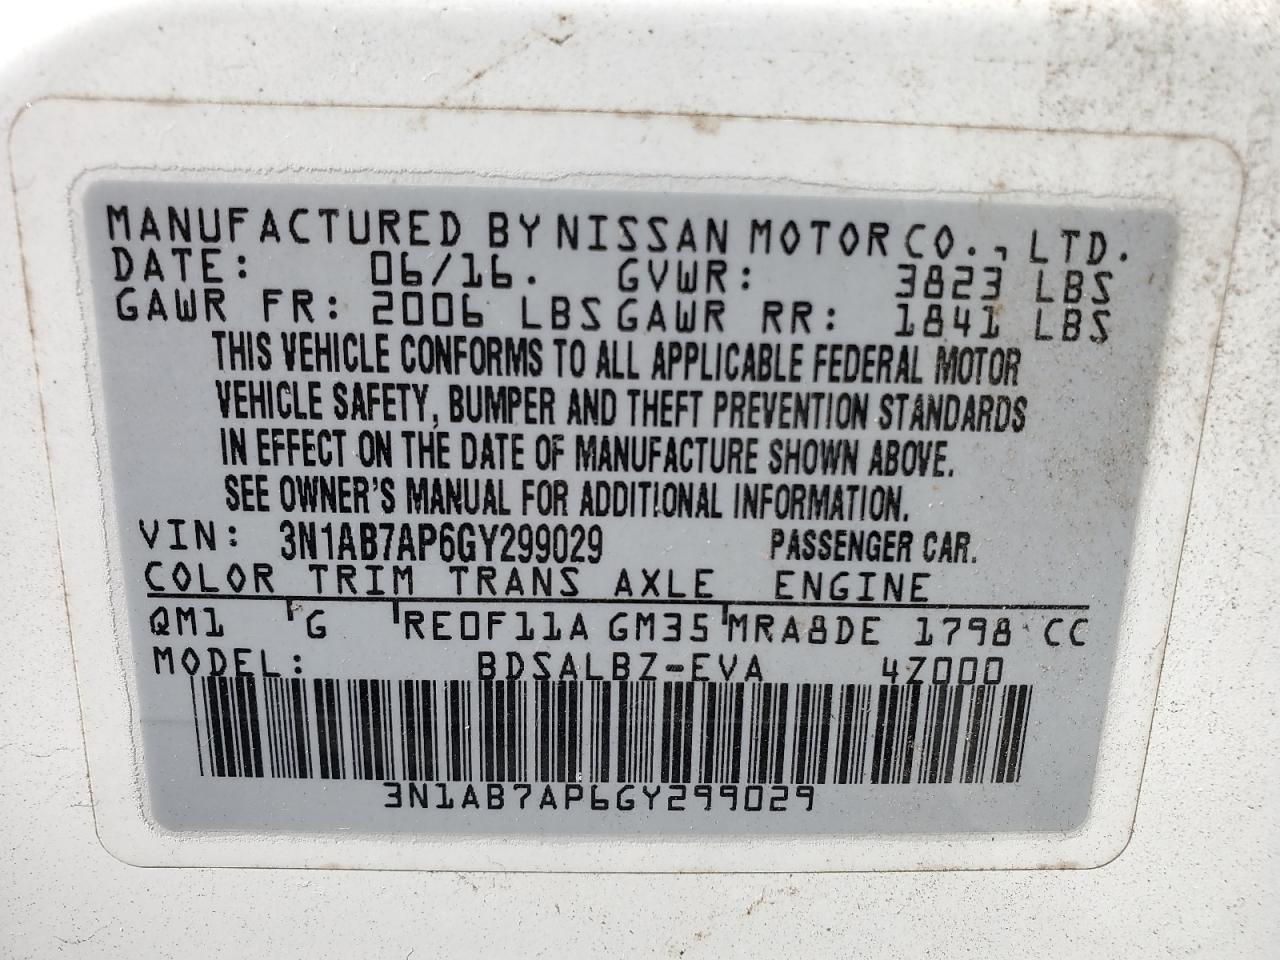 MANUFACTURED BY NISSAN MOTOR CO., LTD.
DATE: 06/16. GVWR: 3823 LBS
GAWR FR: 2006 LBS GAWR RR: 1841 LBS
THIS VEHICLE CONFORMS TO ALL APPLICABLE FEDERAL MOTOR
VEHICLE SAFETY, BUMPER AND THEFT PREVENTION STANDARDS
IN EFFECT ON THE DATE OF MANUFACTURE SHOWN ABOVE.
SEE OWNER'S MANUAL FOR ADDITIONAL INFORMATION.
VIN: 3N1AB7AP6GY299029 PASSENGER CAR.
COLOR TRIM TRANS AXLE ENGINE
QM1 G RE0F11A GM35 MRA8DE 1798 CC
MODEL: BDSALBZ-EVA 4Z000
3N1AB7AP6GY299029